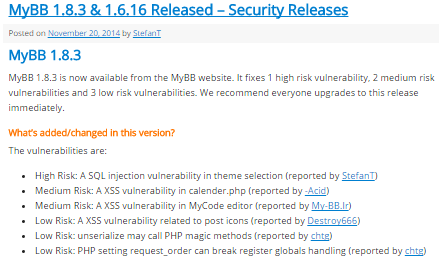 MyBB 1.8.3 & 1.6.16 Released – Security Releases
Posted on November 20, 2014 by StefanT
MyBB 1.8.3
MyBB 1.8.3 is now available from the MyBB website. It fixes 1 high risk vulnerability, 2 medium risk
vulnerabilities and 3 low risk vulnerabilities. We recommend everyone upgrades to this release
immediately.
What's added/changed in this version?
The vulnerabilities are:
High Risk: A SQL injection vulnerability in theme selection (reported by StefanT)
Medium Risk: A XSS vulnerability in calender.php (reported by -Acid)
Medium Risk: A XSS vulnerability in MyCode editor (reported by My-BB.Ir)
Low Risk: A XSS vulnerability related to post icons (reported by Destroy666)
Low Risk: unserialize may call PHP magic methods (reported by chtg)
Low Risk: PHP setting request_order can break register globals handling (reported by chtg)